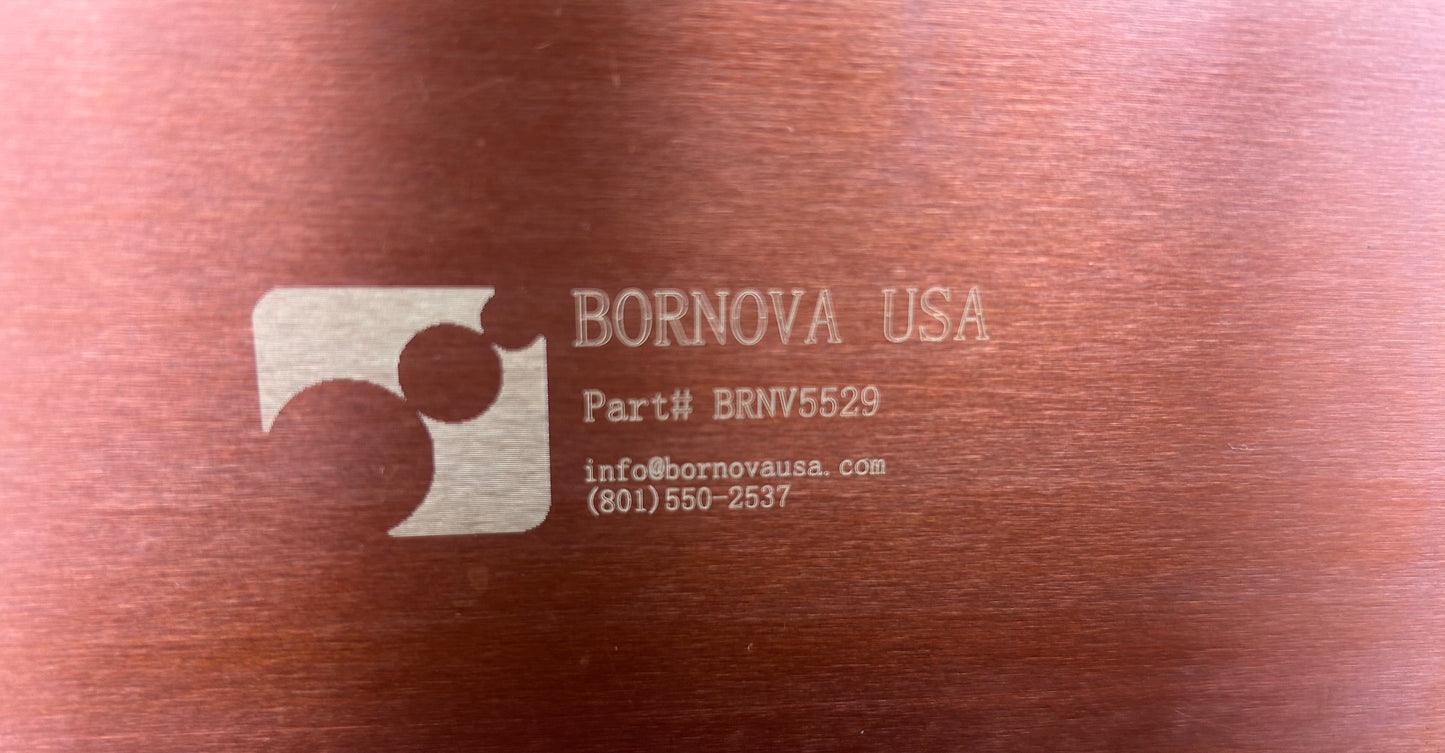 BORNOVA USA
Part# BRNV5529
info@bornovausa.com
(801)550-2537